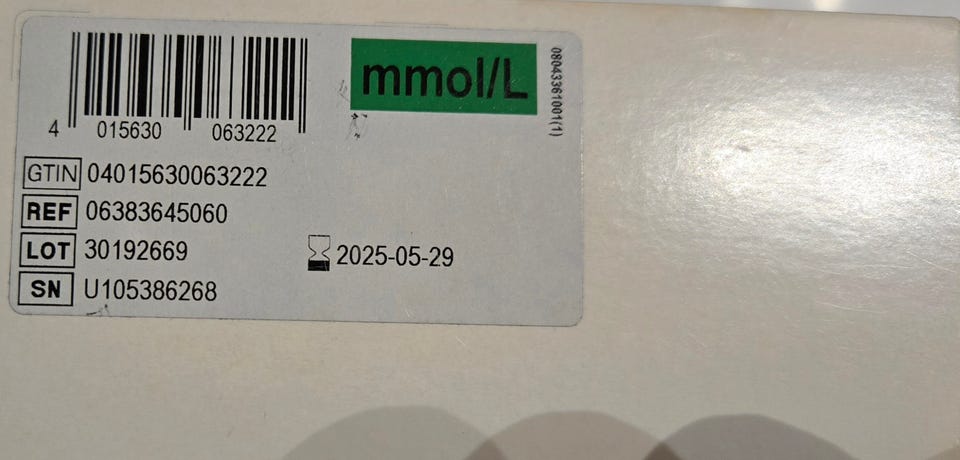 mmol/L
08043361001(1)
4 015630 063222
GTIN 04015630063222
REF 06383645060
LOT 30192669
2025-05-29
SN U105386268